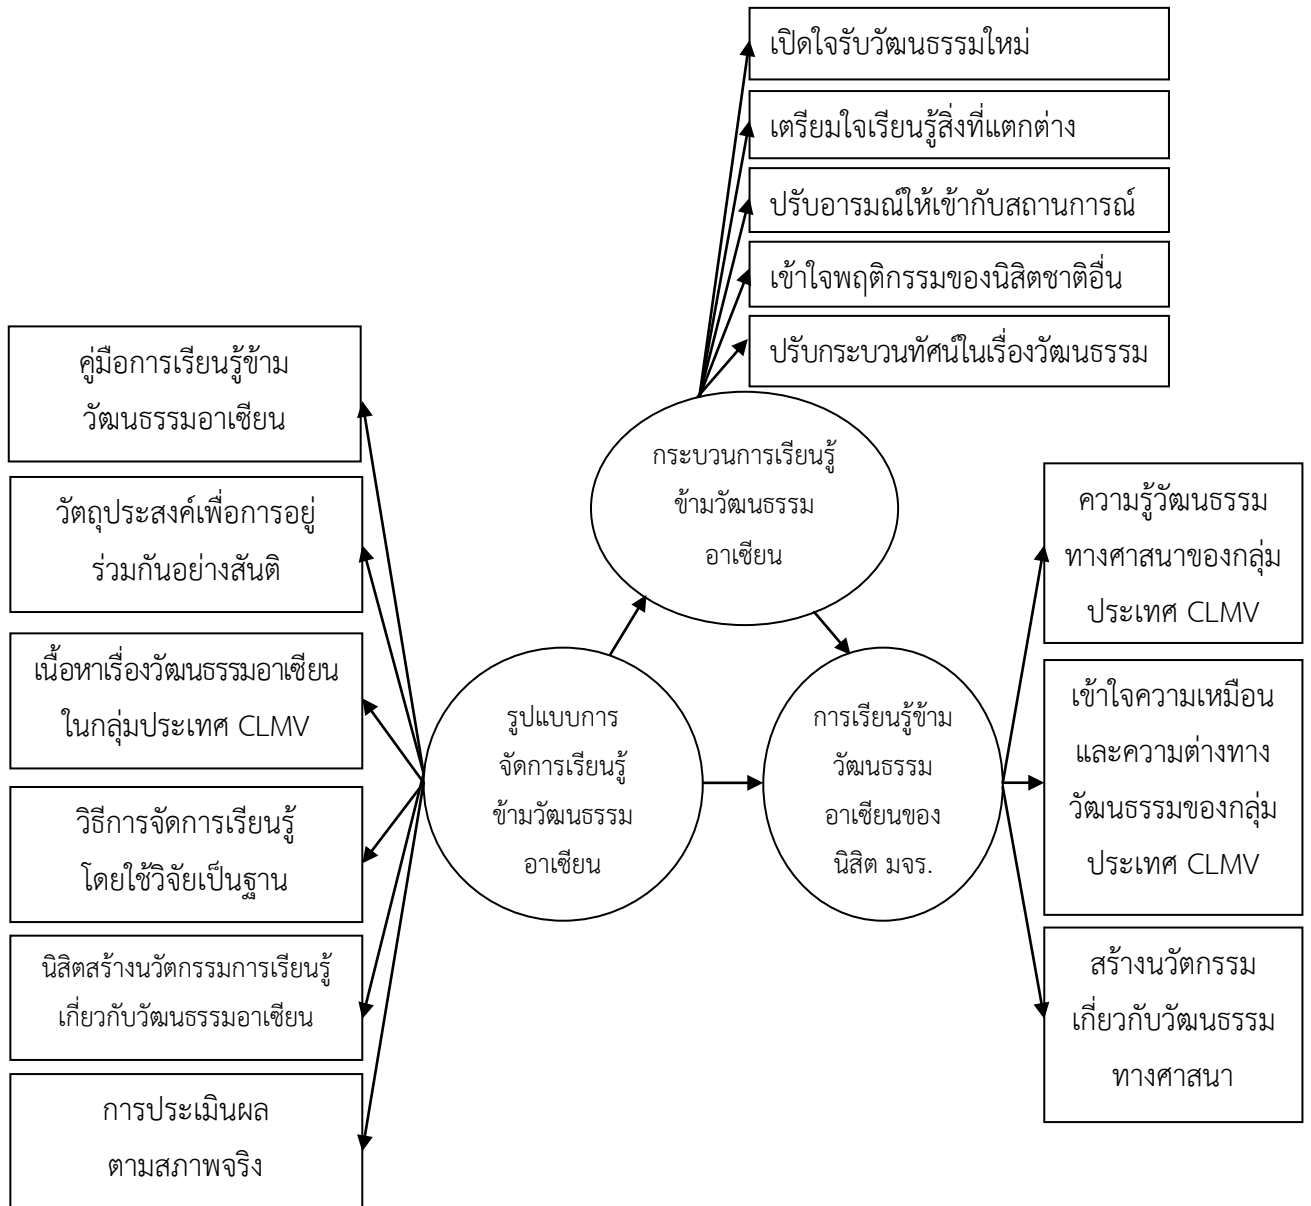 เปิดใจรับวัฒนธรรมใหม่
เตรียมใจเรียนรู้สิ่งที่แตกต่าง
ปรับอารมณ์ให้เข้ากับสถานการณ์
เข้าใจพฤติกรรมของนิสิตชาติอื่น
ปรับกระบวนทัศน์ในเรื่องวัฒนธรรม
คู่มือการเรียนรู้ข้าม
วัฒนธรรมอาเซียน
วัตถุประสงค์เพื่อการอยู่
ร่วมกันอย่างสันติ
เนื้อหาเรื่องวัฒนธรรมอาเซียน
ในกลุ่มประเทศ CLMV
วิธีการจัดการเรียนรู้
โดยใช้วิจัยเป็นฐาน
นิสิตสร้างนวัตกรรมการเรียนรู้
เกี่ยวกับวัฒนธรรมอาเซียน
การประเมินผล
ตามสภาพจริง
กระบวนการเรียนรู้
ข้ามวัฒนธรรม
อาเซียน
รูปแบบการ
จัดการเรียนรู้
ข้ามวัฒนธรรม
อาเซียน
การเรียนรู้ข้าม
วัฒนธรรม
อาเซียนของ
นิสิต มจร.
ความรู้วัฒนธรรม
ทางศาสนาของกลุ่ม
ประเทศ CLMV
เข้าใจความเหมือน
และความต่างทาง
วัฒนธรรมของกลุ่ม
ประเทศ CLMV
สร้างนวัตกรรม
เกี่ยวกับวัฒนธรรม
ทางศาสนา